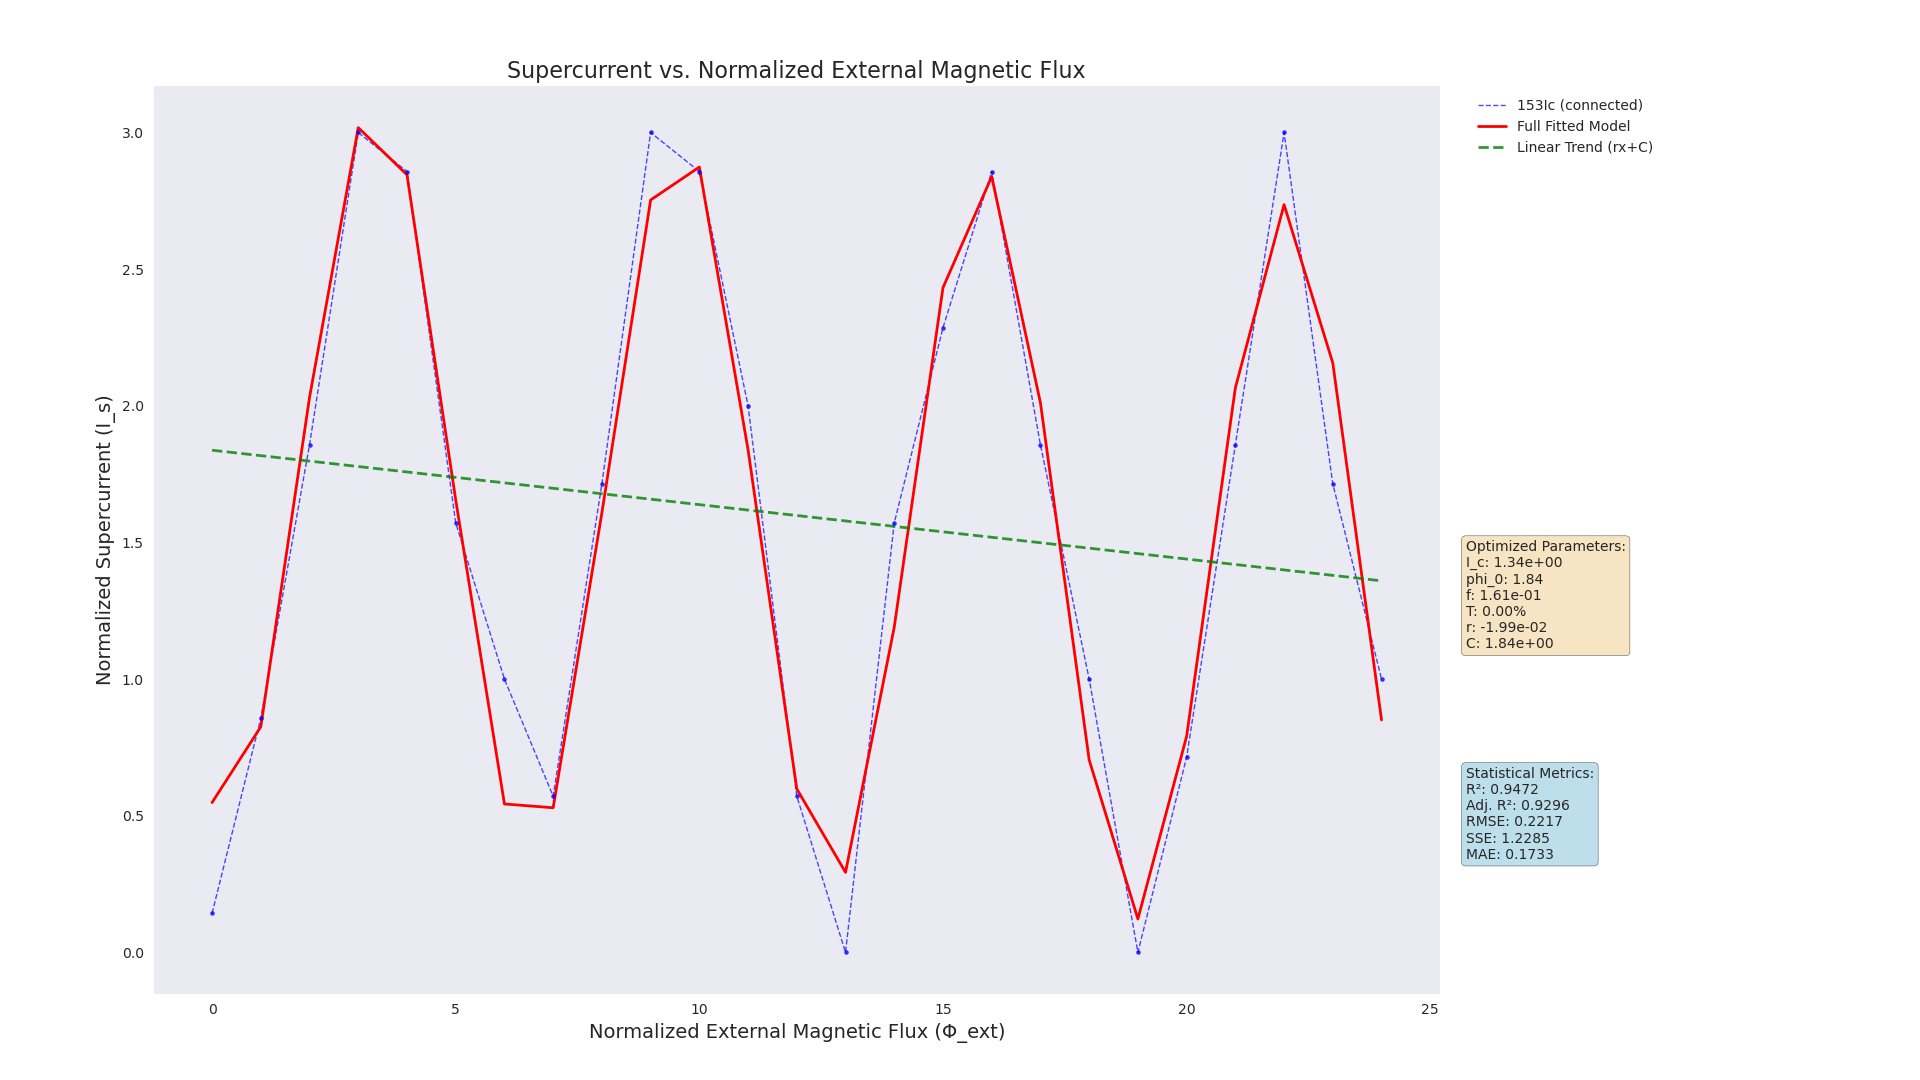 Supercurrent vs. Normalized External Magnetic Flux
153Ic (connected)
Full Fitted Model
Linear Trend (rx+C)
Normalized Supercurrent (I_s)
3.0
2.5
2.0
1.5
1.0
0.5
0.0
0 5 10 15 20 25
Normalized External Magnetic Flux (Φ_ext)
Optimized Parameters:
I_c: 1.34e+00
phi_0: 1.84
f: 1.61e-01
T: 0.00%
r: -1.99e-02
C: 1.84e+00
Statistical Metrics:
R²: 0.9472
Adj. R²: 0.9296
RMSE: 0.2217
SSE: 1.2285
MAE: 0.1733